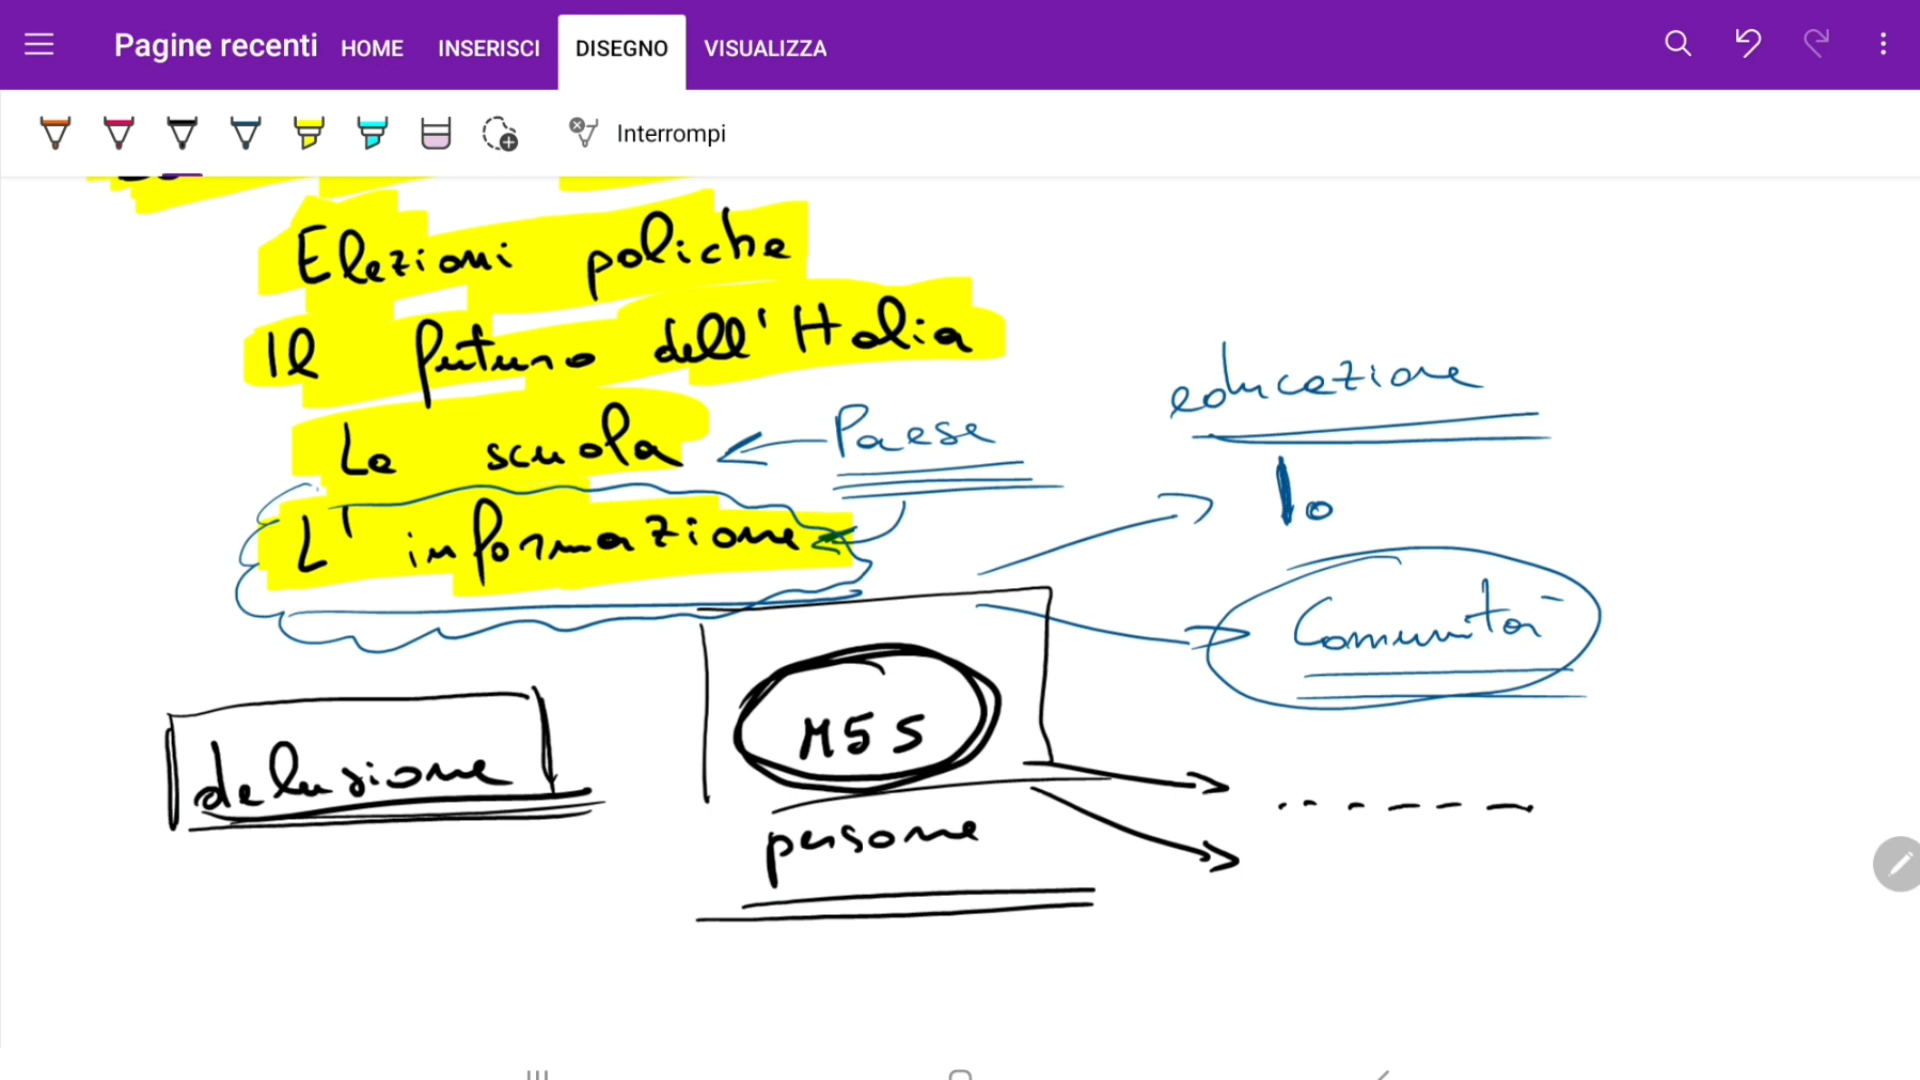 Pagine recenti HOME INSERISCI DISEGNO VISUALIZZA
Interrompi
Elezioni poliche
Il futuro dell'Italia
educazione
La scuola
Paese
Io
L'informazione
Comunità
M5S
delusione
persone